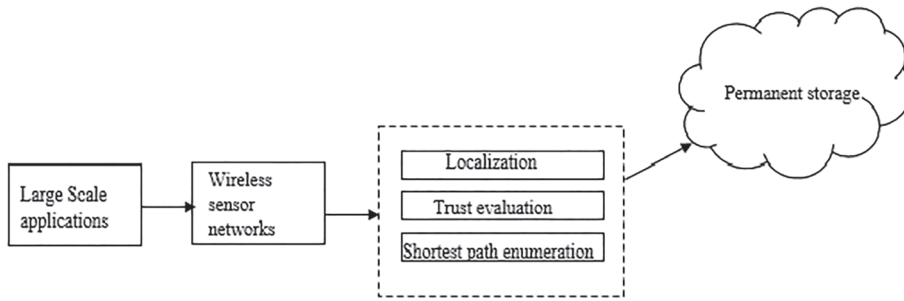 Large Scale
applications
Wireless
sensor
networks
Localization
Trust evaluation
Shortest path enumeration
Permanent storage